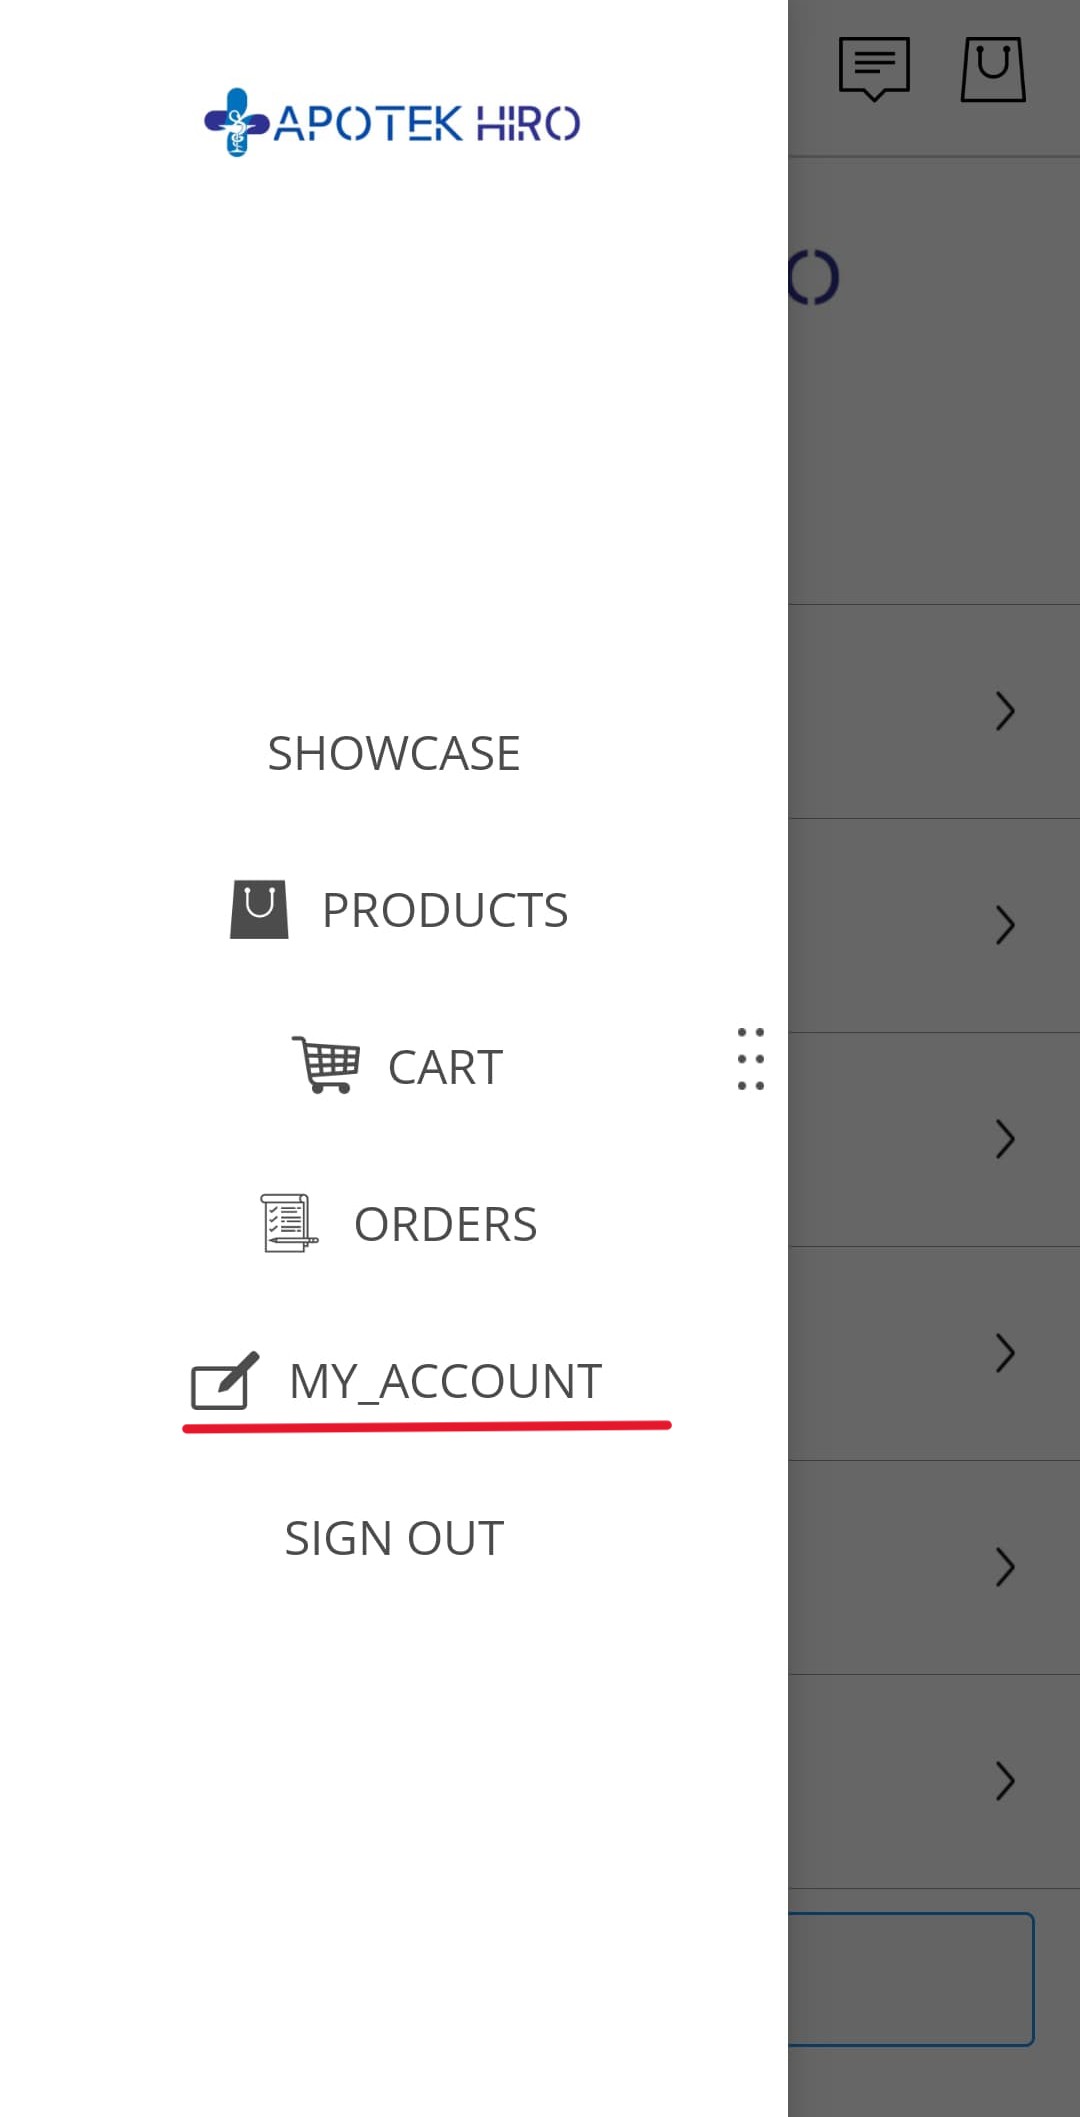 APOTEK HIRO
SHOWCASE
PRODUCTS
CART
ORDERS
MY_ACCOUNT
SIGN OUT